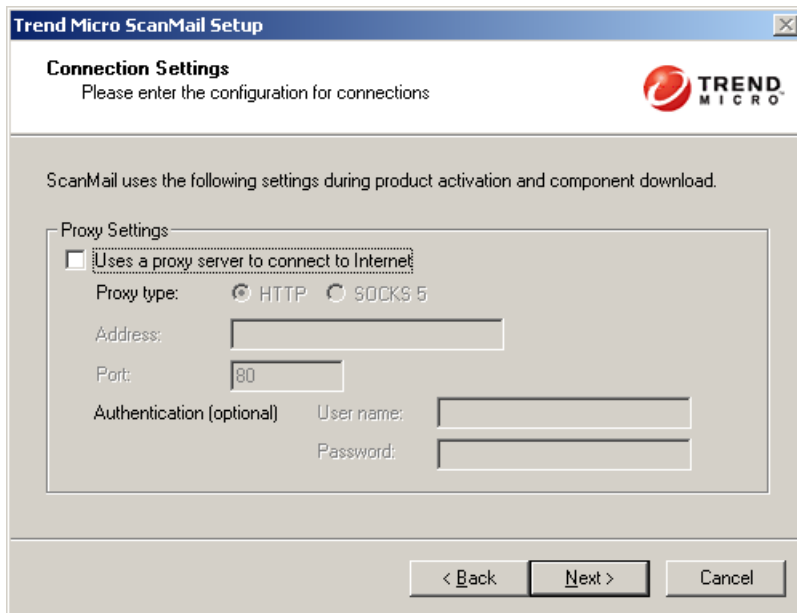 Trend Micro ScanMail Setup
Connection Settings
Please enter the configuration for connections
TREND
MICRO™
ScanMail uses the following settings during product activation and component download.
Proxy Settings
Uses a proxy server to connect to Internet
Proxy type: HTTP SOCKS 5
Address:
Port: 80
Authentication (optional) User name:
Password:
< Back Next > Cancel